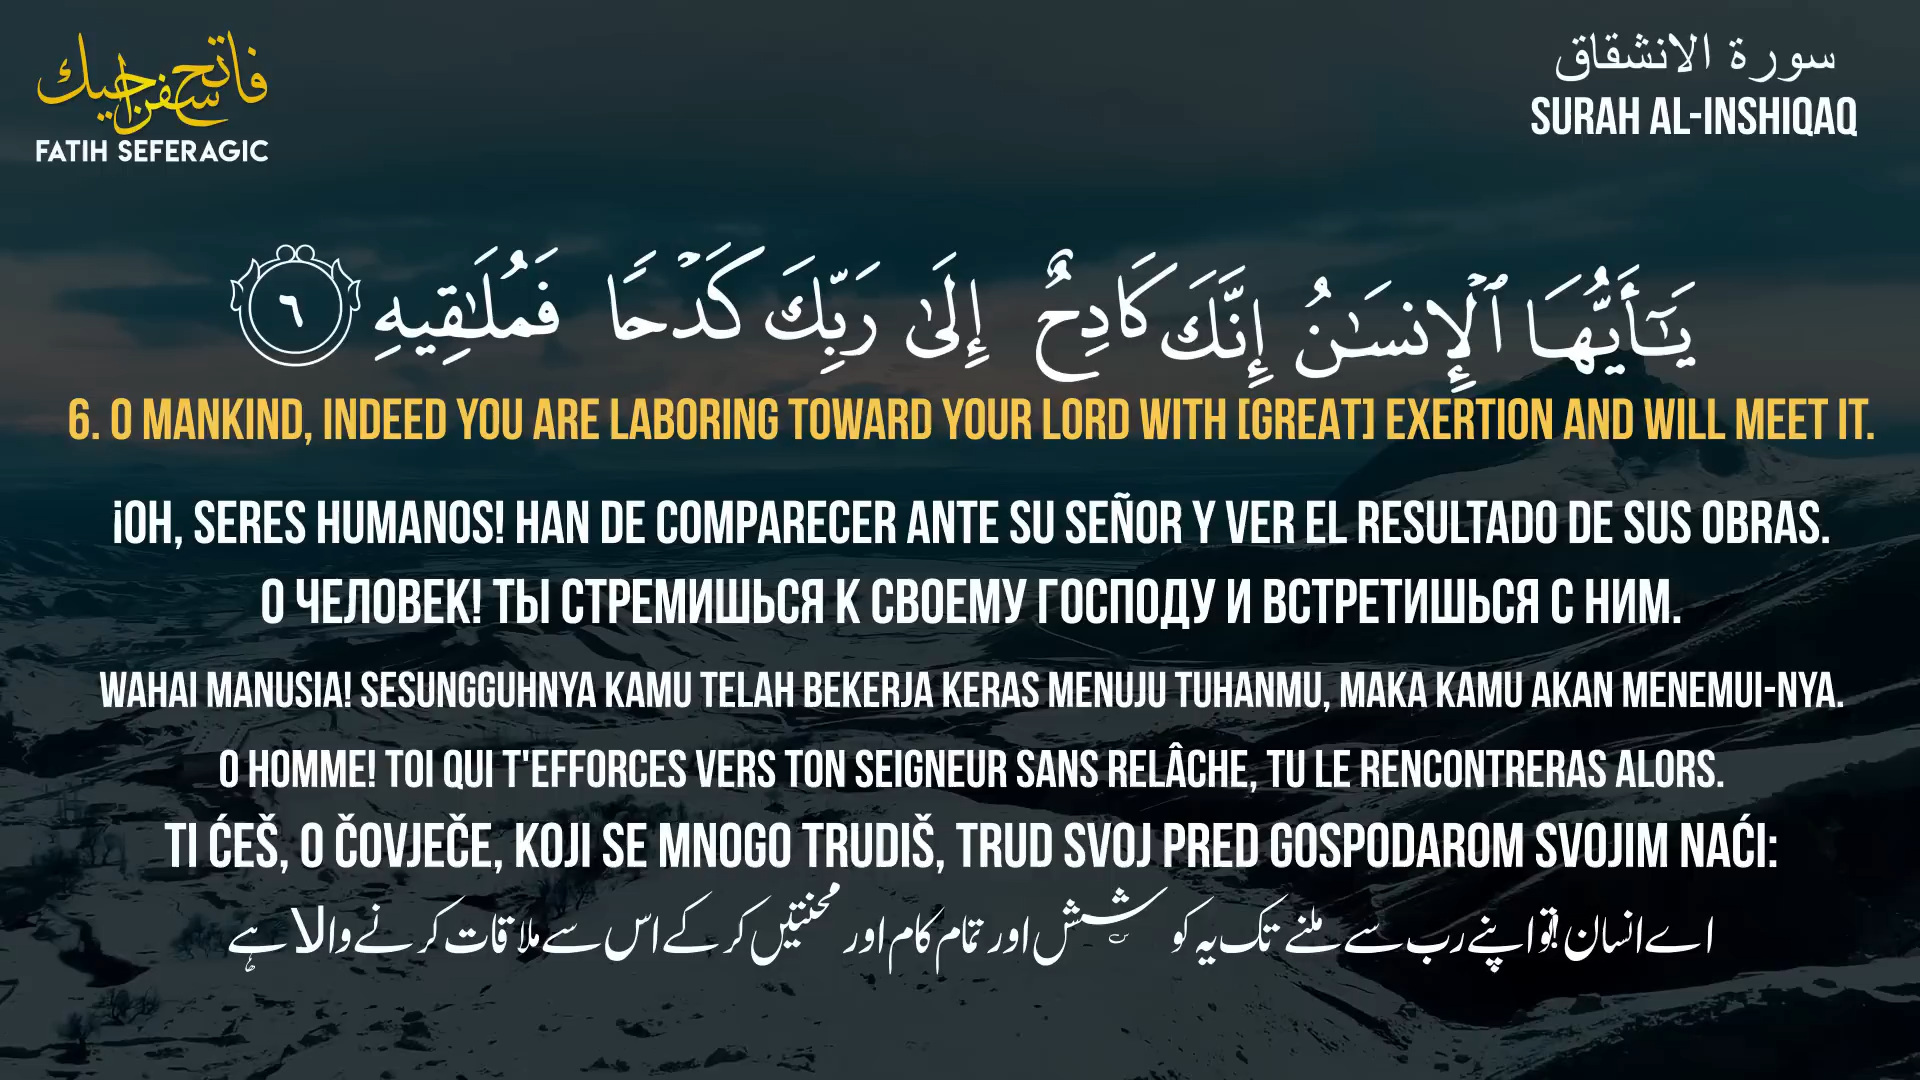 فاتح سفراجيك
FATIH SEFERAGIC
سورة الانشقاق
SURAH AL-INSHIQAQ
يَـٰٓأَيُّهَا ٱلْإِنسَـٰنُ إِنَّكَ كَادِحٌ إِلَىٰ رَبِّكَ كَدْحًا فَمُلَـٰقِيهِ ٦
6. O MANKIND, INDEED YOU ARE LABORING TOWARD YOUR LORD WITH [GREAT] EXERTION AND WILL MEET IT.
¡OH, SERES HUMANOS! HAN DE COMPARECER ANTE SU SEÑOR Y VER EL RESULTADO DE SUS OBRAS.
О ЧЕЛОВЕК! ТЫ СТРЕМИШЬСЯ К СВОЕМУ ГОСПОДУ И ВСТРЕТИШЬСЯ С НИМ.
WAHAI MANUSIA! SESUNGGUHNYA KAMU TELAH BEKERJA KERAS MENUJU TUHANMU, MAKA KAMU AKAN MENEMUI-NYA.
O HOMME! TOI QUI T'EFFORCES VERS TON SEIGNEUR SANS RELÂCHE, TU LE RENCONTRERAS ALORS.
TI ĆEŠ, O ČOVJEČE, KOJI SE MNOGO TRUDIŠ, TRUD SVOJ PRED GOSPODAROM SVOJIM NAĆI:
اے انسان! تو اپنے رب سے ملنے تک یہ کوشش اور تمام کام اور محنتیں کر کے اس سے ملاقات کرنے والا ہے